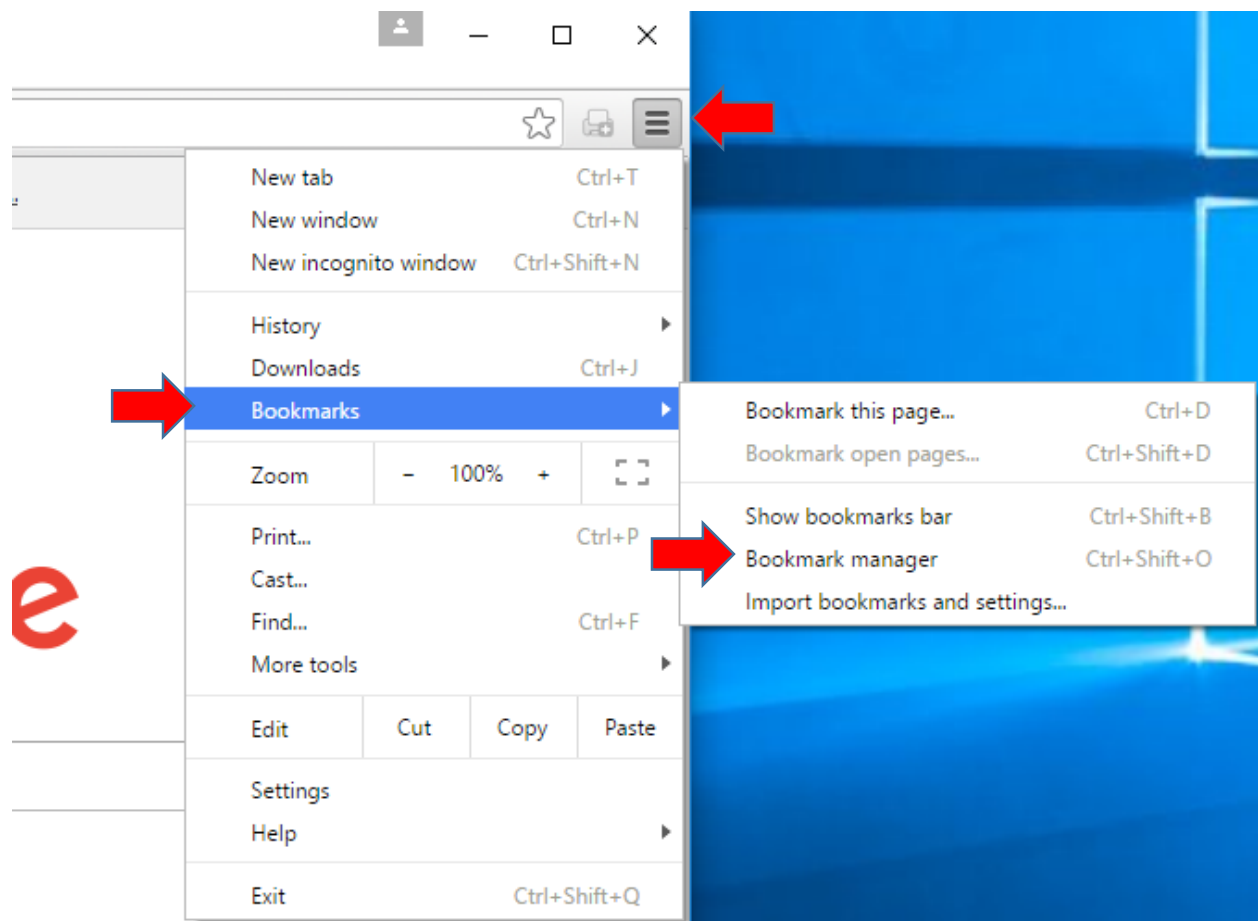 New tab Ctrl+T
New window Ctrl+N
New incognito window Ctrl+Shift+N
History
Downloads Ctrl+J
Bookmarks
Bookmark this page... Ctrl+D
Bookmark open pages... Ctrl+Shift+D
Show bookmarks bar Ctrl+Shift+B
Bookmark manager Ctrl+Shift+O
Import bookmarks and settings...
Zoom - 100% +
Print... Ctrl+P
Cast...
Find... Ctrl+F
More tools
e
Edit Cut Copy Paste
Settings
Help
Exit Ctrl+Shift+Q